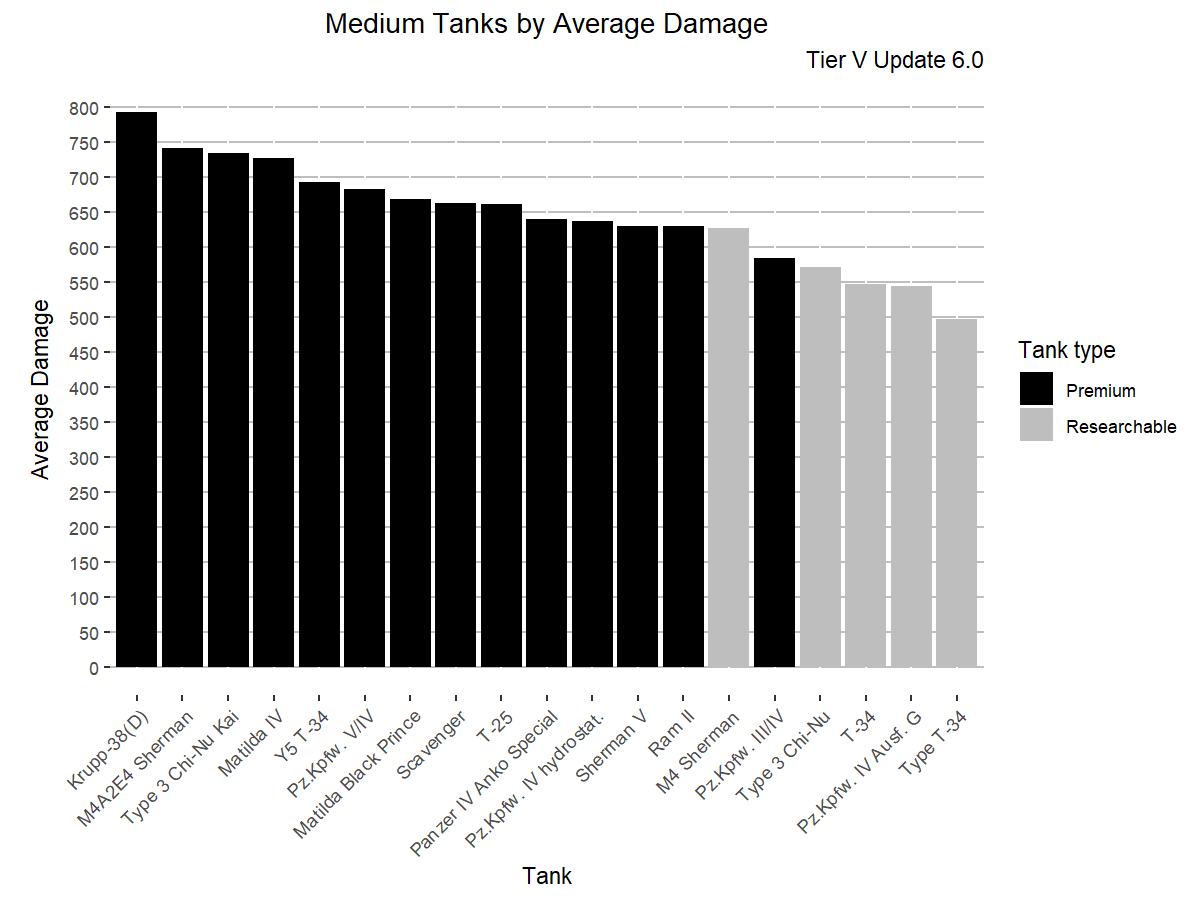 Medium Tanks by Average Damage
Tier V Update 6.0
Average Damage
800
750
700
650
600
550
500
450
400
350
300
250
200
150
100
50
0
Krupp-38(D)
M4A2E4 Sherman
Type 3 Chi-Nu Kai
Matilda IV
Y5 T-34
Pz.Kpfw. V/IV
Matilda Black Prince
Scavenger
T-25
Panzer IV Anko Special
Pz.Kpfw. IV hydrostat.
Sherman V
Ram II
M4 Sherman
Pz.Kpfw. III/IV
Type 3 Chi-Nu
T-34
Pz.Kpfw. IV Ausf. G
Type T-34
Tank
Tank type
Premium
Researchable